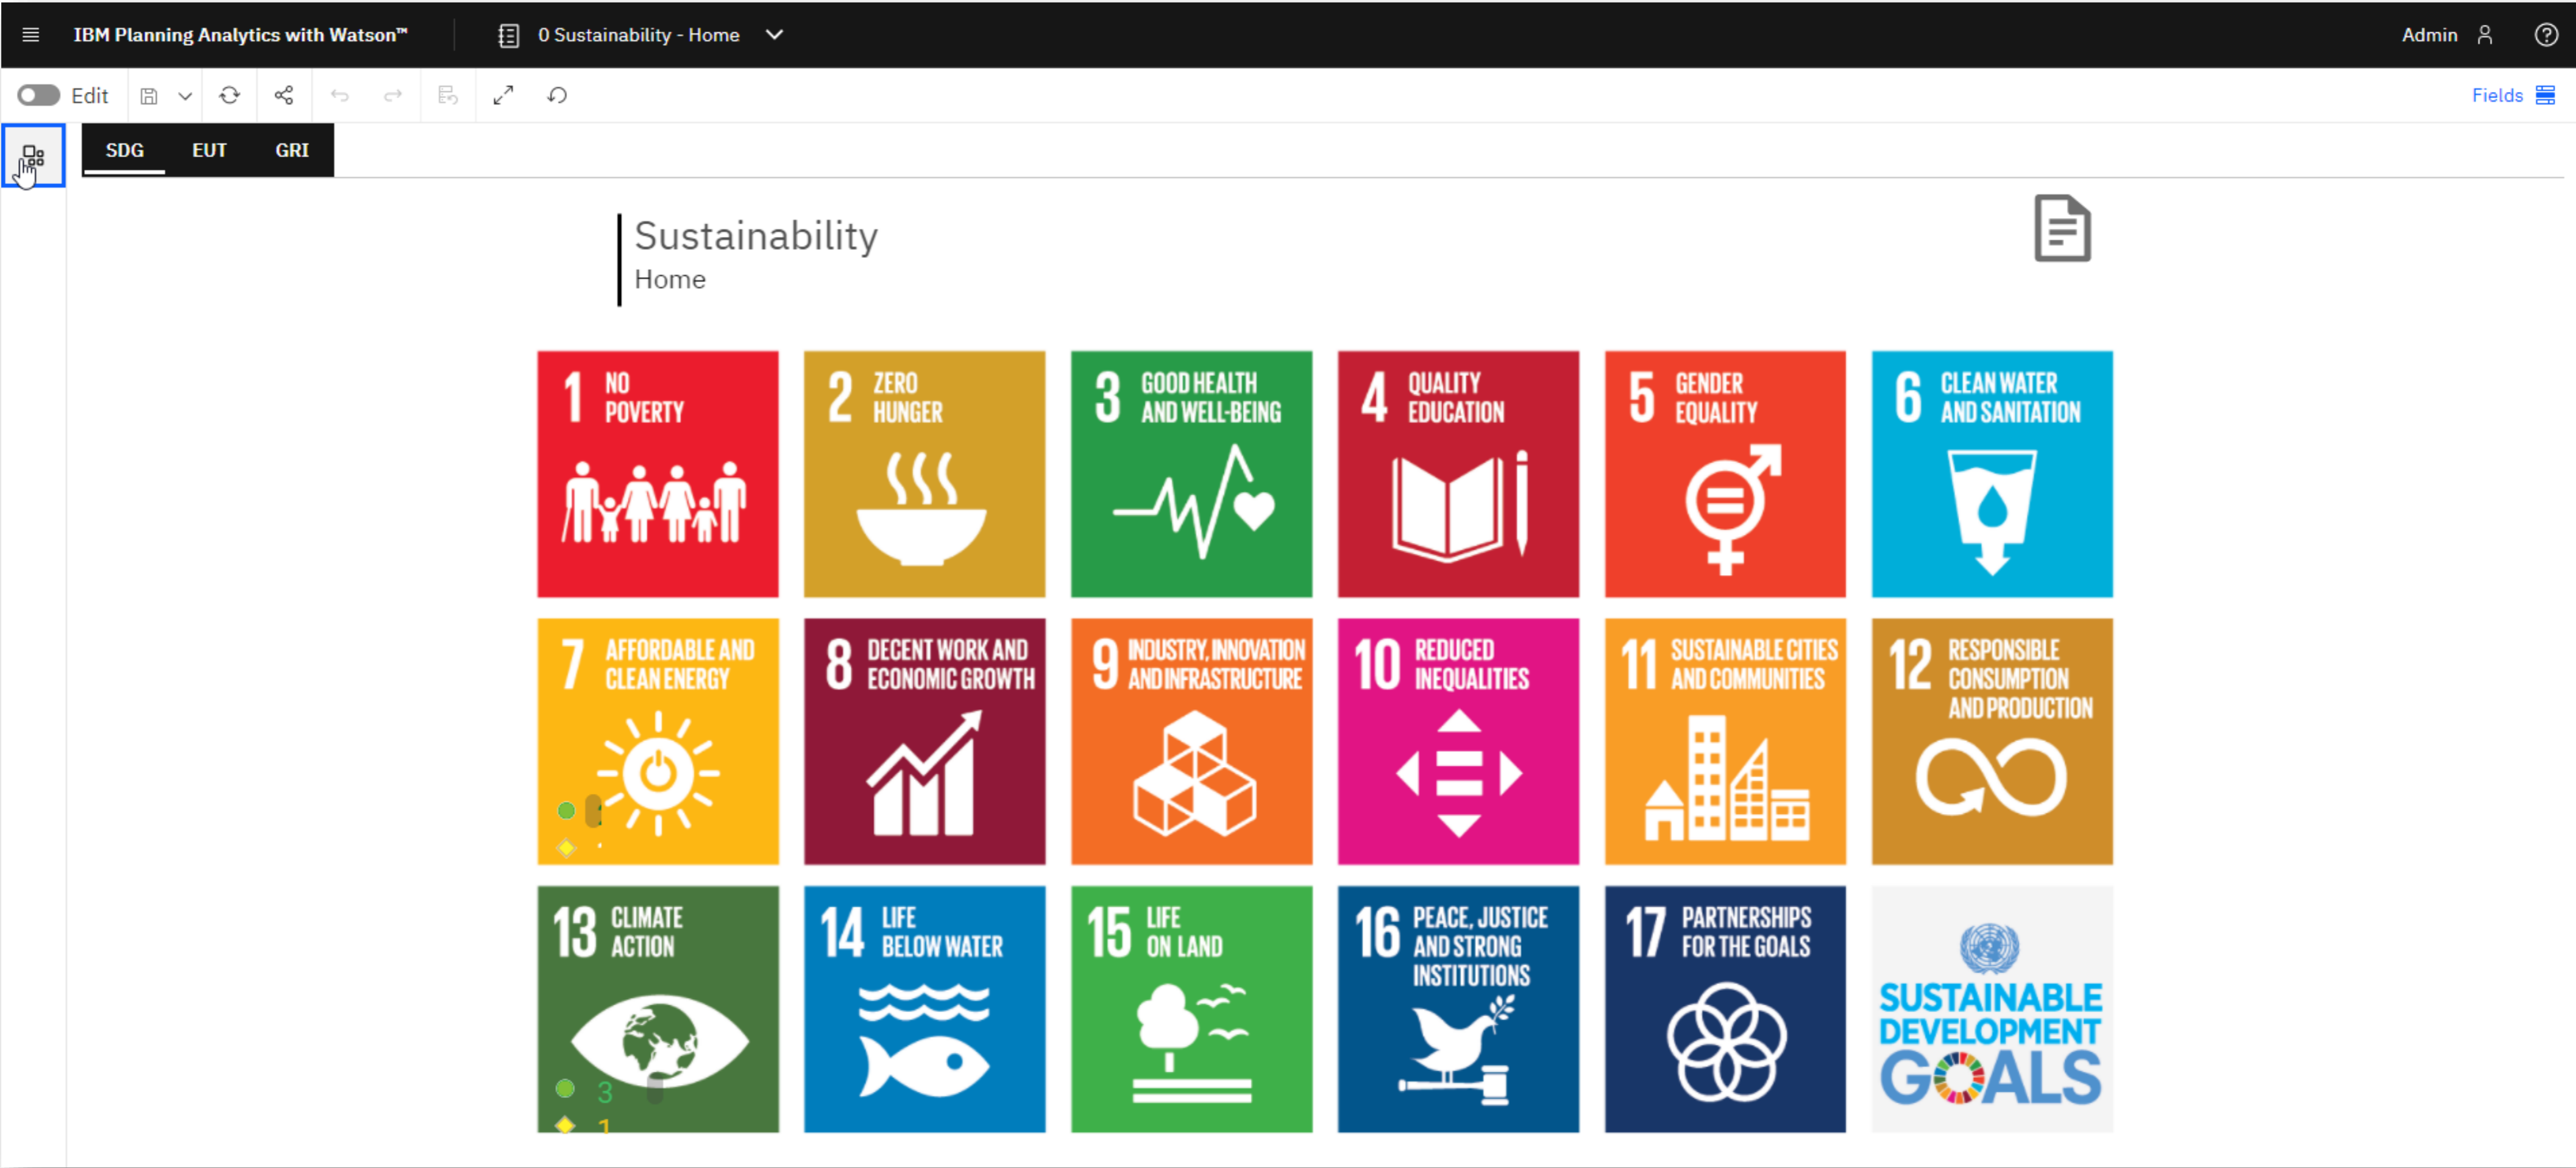 IBM Planning Analytics with Watson™
0 Sustainability - Home
Admin
Edit
Fields
SDG EUT GRI
Sustainability
Home
1 NO
POVERTY
2 ZERO
HUNGER
3 GOOD HEALTH
AND WELL-BEING
4 QUALITY
EDUCATION
5 GENDER
EQUALITY
6 CLEAN WATER
AND SANITATION
7 AFFORDABLE AND
CLEAN ENERGY
8 DECENT WORK AND
ECONOMIC GROWTH
9 INDUSTRY, INNOVATION
AND INFRASTRUCTURE
10 REDUCED
INEQUALITIES
11 SUSTAINABLE CITIES
AND COMMUNITIES
12 RESPONSIBLE
CONSUMPTION
AND PRODUCTION
13 CLIMATE
ACTION
3
1
14 LIFE
BELOW WATER
15 LIFE
ON LAND
16 PEACE, JUSTICE
AND STRONG
INSTITUTIONS
17 PARTNERSHIPS
FOR THE GOALS
SUSTAINABLE
DEVELOPMENT
GOALS